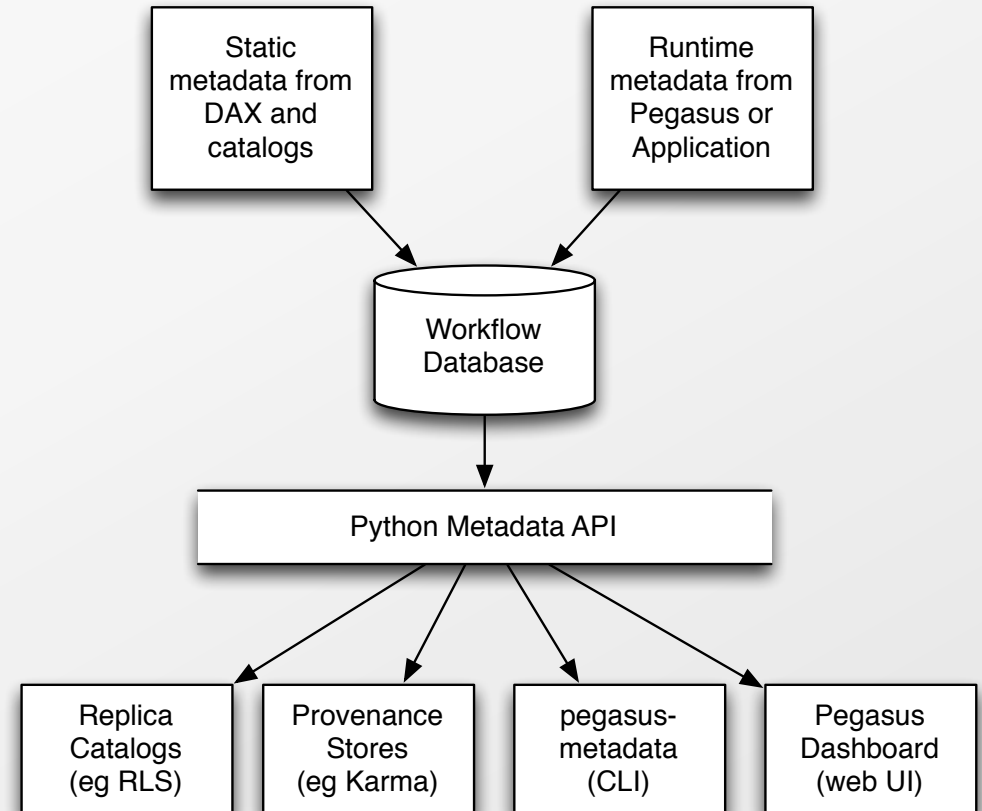 Static
metadata from
DAX and
catalogs
Runtime
metadata from
Pegasus or
Application
Workflow
Database
Python Metadata API
Replica
Catalogs
(eg RLS)
Provenance
Stores
(eg Karma)
pegasus-
metadata
(CLI)
Pegasus
Dashboard
(web UI)